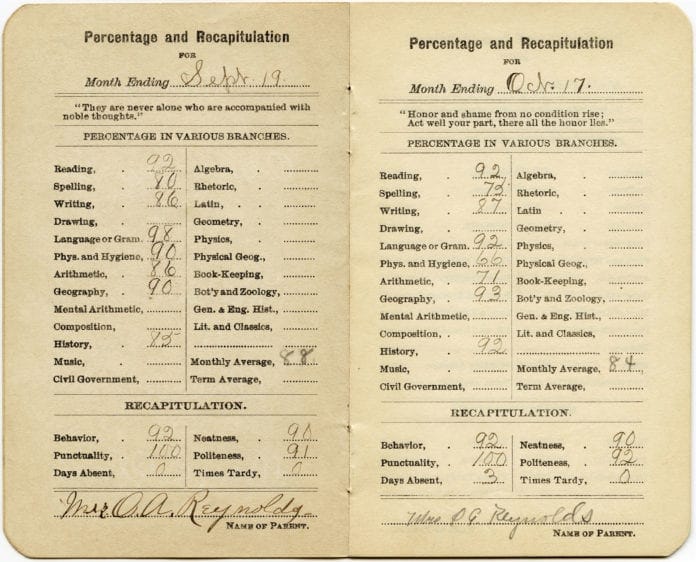 Percentage and Recapitulation
FOR
Month Ending Sept. 19.
"They are never alone who are accompanied with
noble thoughts."
PERCENTAGE IN VARIOUS BRANCHES.
Reading, . 92 Algebra, .
Spelling, . 80 Rhetoric, .
Writing, . 86 Latin, . .
Drawing, . Geometry, .
Language or Gram. 98 Physics, .
Phys. and Hygiene, 90 Physical Geog., .
Arithmetic, . 86 Book-Keeping, .
Geography, . 90 Bot'y and Zoology, .
Mental Arithmetic, . Gen. & Eng. Hist., .
Composition, . Lit. and Classics, .
History, . 85
Music, . Monthly Average, 88
Civil Government, Term Average, .
RECAPITULATION.
Behavior, . 92 Neatness, . 90
Punctuality, . 100 Politeness, . 91
Days Absent, . 0 Times Tardy, . 0
Mrs O. A. Reynolds
NAME OF PARENT.
Percentage and Recapitulation
FOR
Month Ending Oct. 17.
"Honor and shame from no condition rise;
Act well your part, there all the honor lies."
PERCENTAGE IN VARIOUS BRANCHES.
Reading, . 92 Algebra, .
Spelling, . 75 Rhetoric, .
Writing, . 87 Latin . .
Drawing, . Geometry, .
Language or Gram. 92 Physics, .
Phys. and Hygiene, 66 Physical Geog., .
Arithmetic, . 71 Book-Keeping, .
Geography, . 93 Bot'y and Zoology, .
Mental Arithmetic, Gen. & Eng. Hist., .
Composition, . Lit. and Classics, .
History, . 92
Music, . Monthly Average, 84
Civil Government, Term Average, .
RECAPITULATION.
Behavior, . 92 Neatness, . 90
Punctuality, . 100 Politeness, . 92
Days Absent, . 3 Times Tardy, . 0
Mrs Reynolds
NAME OF PARENT.